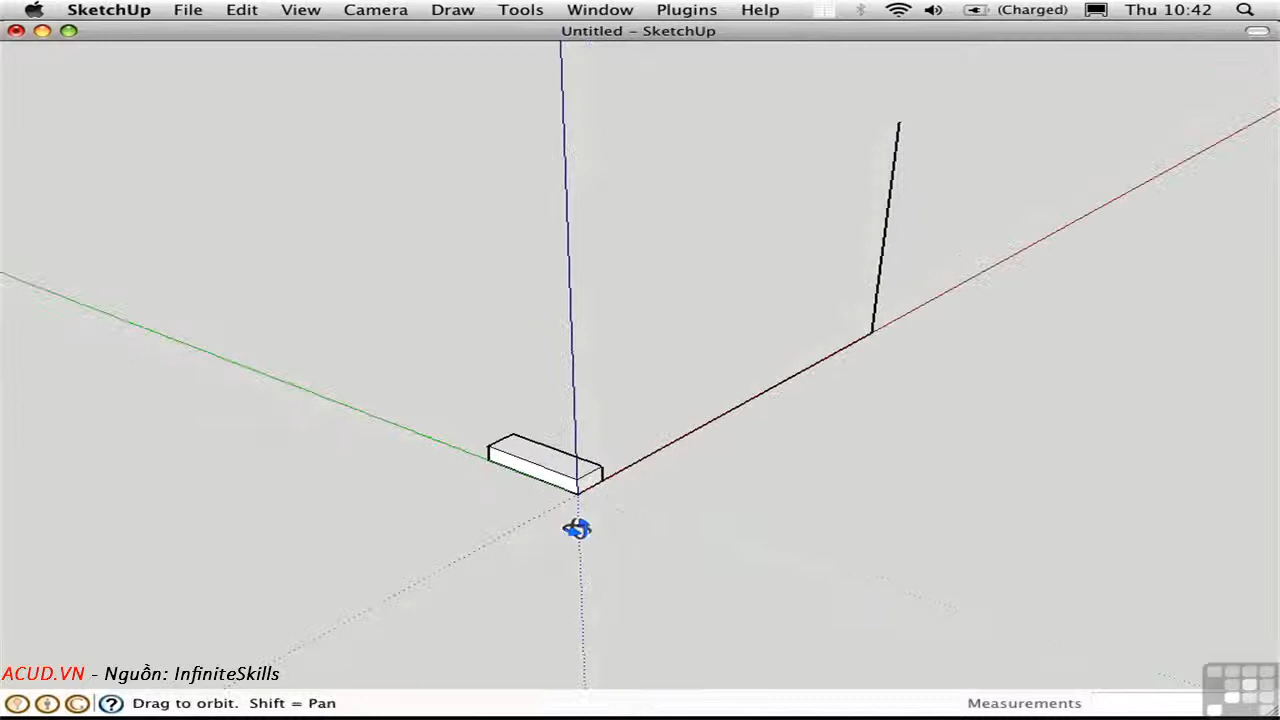 SketchUp File Edit View Camera Draw Tools Window Plugins Help (Charged) Thu 10:42
Untitled – SketchUp
ACUD.VN - Nguồn: InfiniteSkills
Drag to orbit. Shift = Pan Measurements